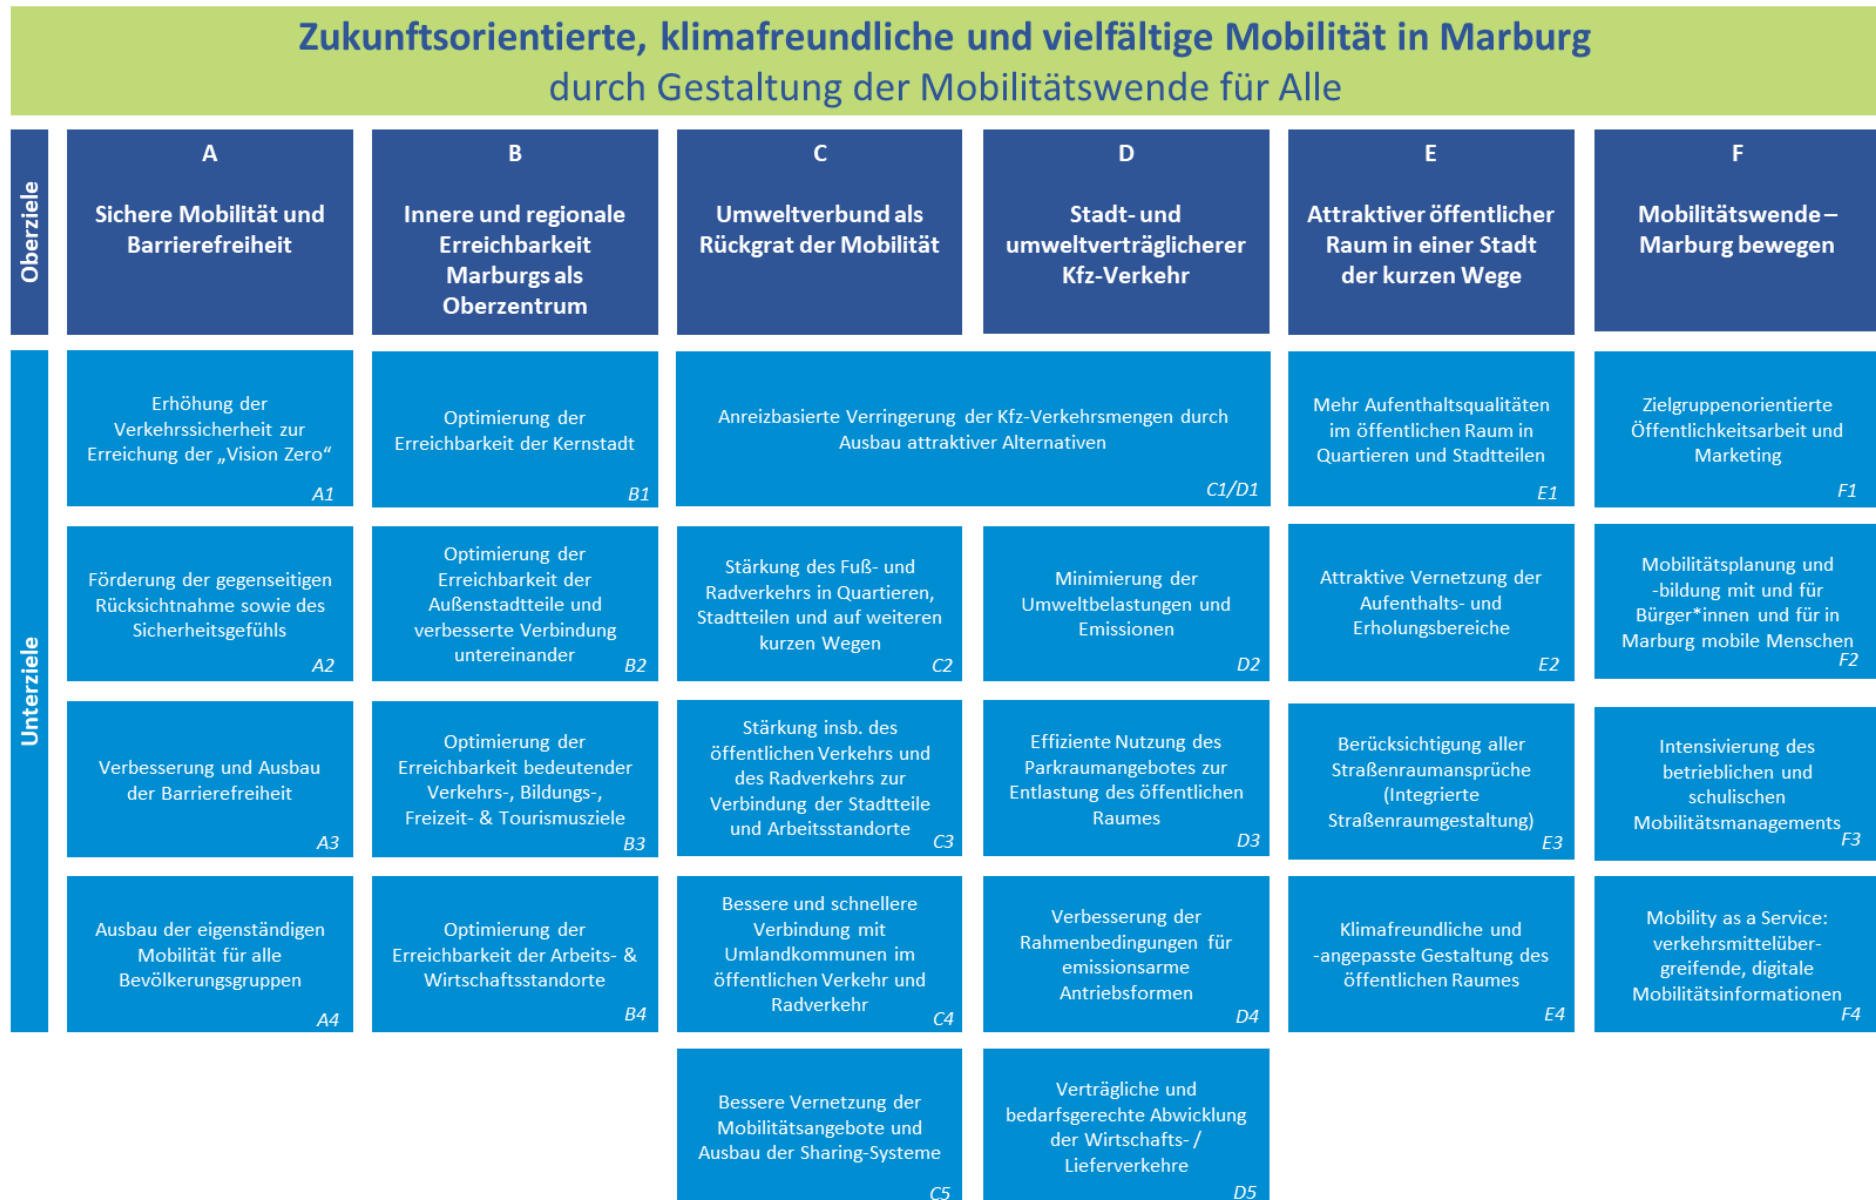 Zukunftsorientierte, klimafreundliche und vielfältige Mobilität in Marburg
durch Gestaltung der Mobilitätswende für Alle
Oberziele
A
Sichere Mobilität und
Barrierefreiheit
B
Innere und regionale
Erreichbarkeit
Marburgs als
Oberzentrum
C
Umweltverbund als
Rückgrat der Mobilität
D
Stadt- und
umweltverträglicherer
Kfz-Verkehr
E
Attraktiver öffentlicher
Raum in einer Stadt
der kurzen Wege
F
Mobilitätswende –
Marburg bewegen
Unterziele
Erhöhung der
Verkehrssicherheit zur
Erreichung der „Vision Zero“
A1
Optimierung der
Erreichbarkeit der Kernstadt
B1
Anreizbasierte Verringerung der Kfz-Verkehrsmengen durch
Ausbau attraktiver Alternativen
C1/D1
Mehr Aufenthaltsqualitäten
im öffentlichen Raum in
Quartieren und Stadtteilen
E1
Zielgruppenorientierte
Öffentlichkeitsarbeit und
Marketing
F1
Förderung der gegenseitigen
Rücksichtnahme sowie des
Sicherheitsgefühls
A2
Optimierung der
Erreichbarkeit der
Außenstadtteile und
verbesserte Verbindung
untereinander
B2
Stärkung des Fuß- und
Radverkehrs in Quartieren,
Stadtteilen und auf weiteren
kurzen Wegen
C2
Minimierung der
Umweltbelastungen und
Emissionen
D2
Attraktive Vernetzung der
Aufenthalts- und
Erholungsbereiche
E2
Mobilitätsplanung und
-bildung mit und für
Bürger*innen und für in
Marburg mobile Menschen
F2
Verbesserung und Ausbau
der Barrierefreiheit
A3
Optimierung der
Erreichbarkeit bedeutender
Verkehrs-, Bildungs-,
Freizeit- & Tourismusziele
B3
Stärkung insb. des
öffentlichen Verkehrs und
des Radverkehrs zur
Verbindung der Stadtteile
und Arbeitsstandorte
C3
Effiziente Nutzung des
Parkraumangebotes zur
Entlastung des öffentlichen
Raumes
D3
Berücksichtigung aller
Straßenraumansprüche
(Integrierte
Straßenraumgestaltung)
E3
Intensivierung des
betrieblichen und
schulischen
Mobilitätsmanagements
F3
Ausbau der eigenständigen
Mobilität für alle
Bevölkerungsgruppen
A4
Optimierung der
Erreichbarkeit der Arbeits- &
Wirtschaftsstandorte
B4
Bessere und schnellere
Verbindung mit
Umlandkommunen im
öffentlichen Verkehr und
Radverkehr
C4
Verbesserung der
Rahmenbedingungen für
emissionsarme
Antriebsformen
D4
Klimafreundliche und
-angepasste Gestaltung des
öffentlichen Raumes
E4
Mobility as a Service:
verkehrsmittelüber-
greifende, digitale
Mobilitätsinformationen
F4
Bessere Vernetzung der
Mobilitätsangebote und
Ausbau der Sharing-Systeme
C5
Verträgliche und
bedarfsgerechte Abwicklung
der Wirtschafts- /
Lieferverkehre
D5